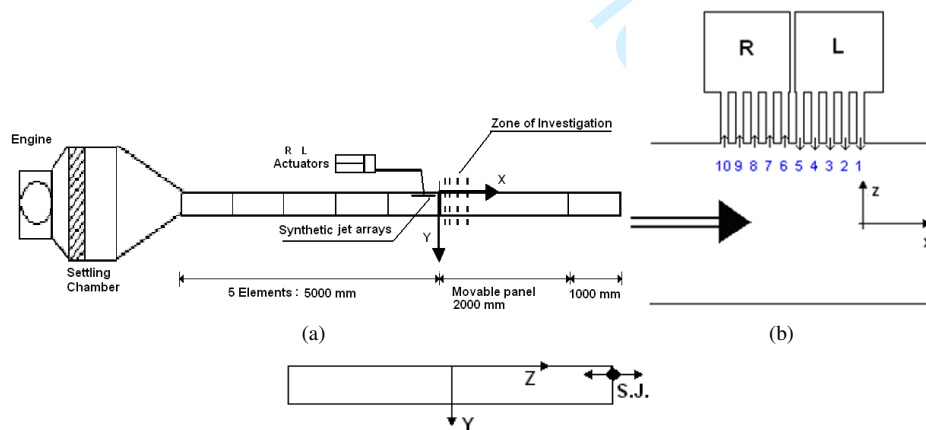 Engine
Settling
Chamber
R L
Actuators
Zone of Investigation
X
Synthetic jet arrays
Y
5 Elements : 5000 mm
Movable panel
2000 mm
1000 mm
(a)
R
L
10 9 8 7 6 5 4 3 2 1
z
x
(b)
Z
S.J.
Y